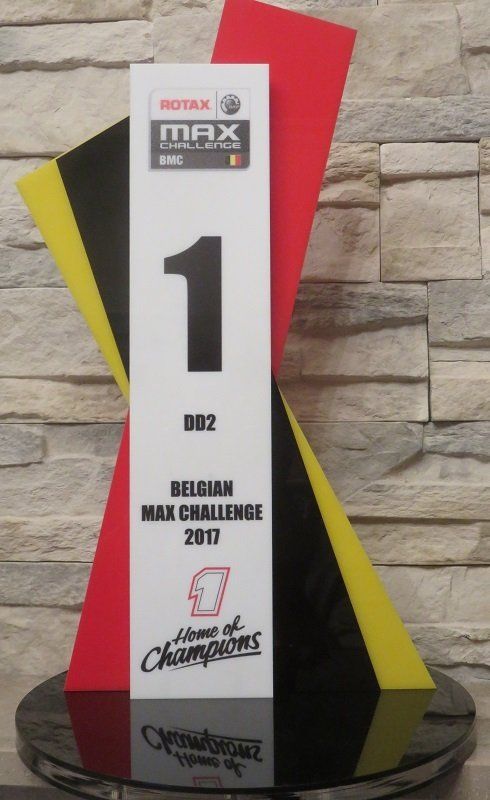 ROTAX
MAX
CHALLENGE
BMC
1
DD2
BELGIAN
MAX CHALLENGE
2017
1
Home of
Champions